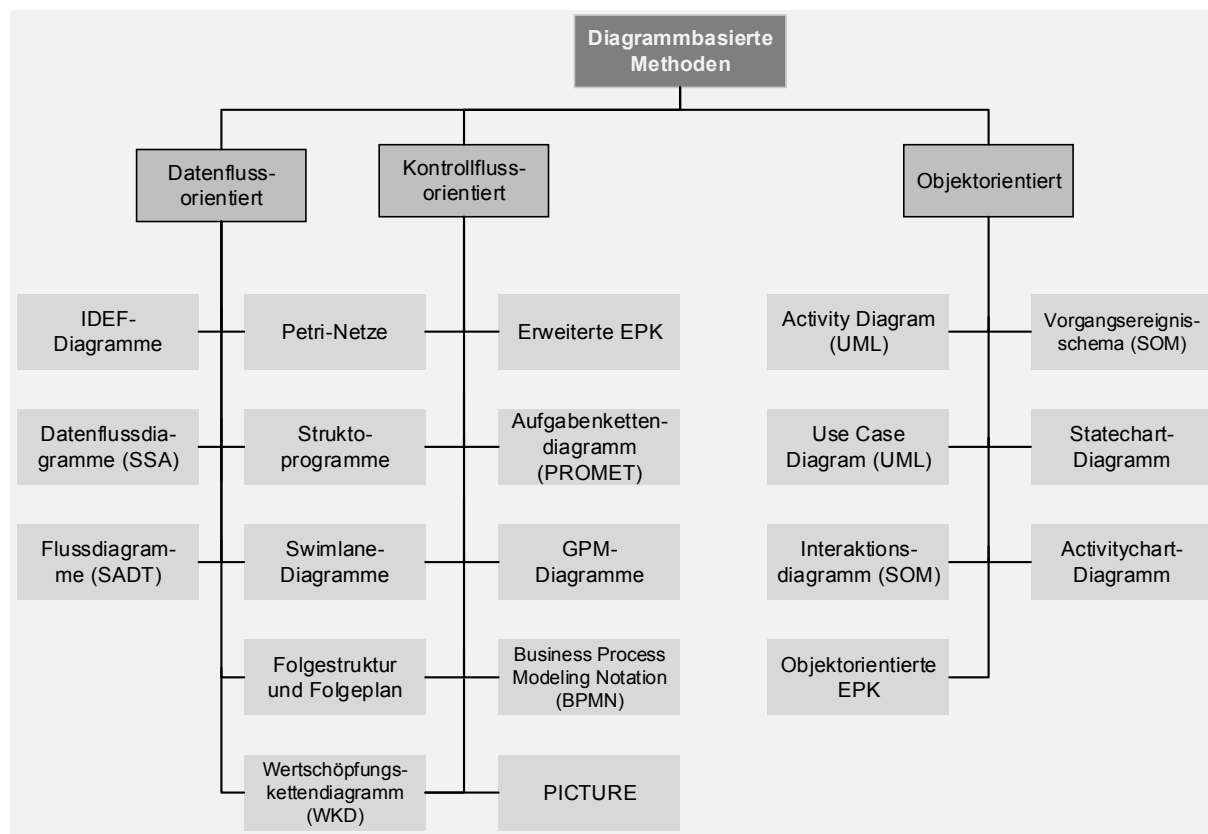 Diagrammbasierte
Methoden
Datenfluss-
orientiert
Kontrollfluss-
orientiert
Objektorientiert
IDEF-
Diagramme
Petri-Netze
Erweiterte EPK
Activity Diagram
(UML)
Vorgangsereignis-
schema (SOM)
Datenflussdia-
gramme (SSA)
Strukto-
programme
Aufgabenketten-
diagramm
(PROMET)
Use Case
Diagram (UML)
Statechart-
Diagramm
Flussdiagram-
me (SADT)
Swimlane-
Diagramme
GPM-
Diagramme
Interaktions-
diagramm (SOM)
Activitychart-
Diagramm
Folgestruktur
und Folgeplan
Business Process
Modeling Notation
(BPMN)
Objektorientierte
EPK
Wertschöpfungs-
kettendiagramm
(WKD)
PICTURE